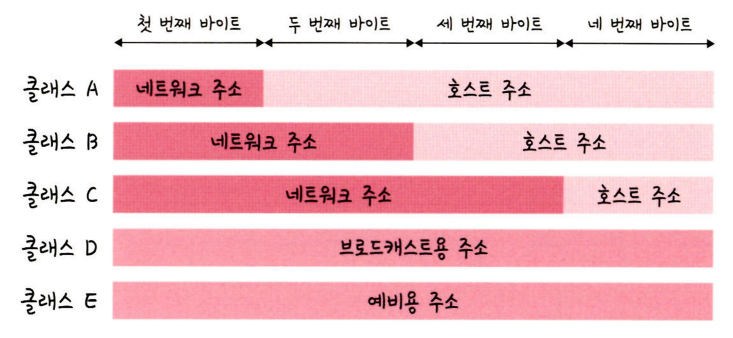 첫 번째 바이트 두 번째 바이트 세 번째 바이트 네 번째 바이트
클래스 A 네트워크 주소 호스트 주소
클래스 B 네트워크 주소 호스트 주소
클래스 C 네트워크 주소 호스트 주소
클래스 D 브로드캐스트용 주소
클래스 E 예비용 주소